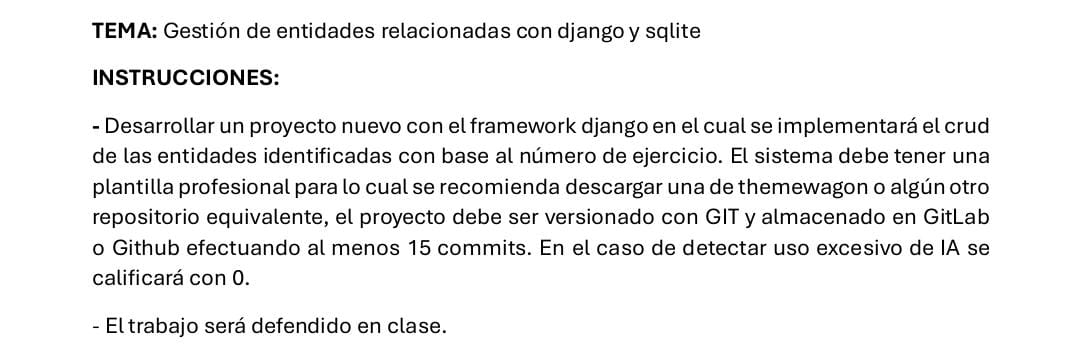 TEMA: Gestión de entidades relacionadas con django y sqlite
INSTRUCCIONES:
- Desarrollar un proyecto nuevo con el framework django en el cual se implementará el crud
de las entidades identificadas con base al número de ejercicio. El sistema debe tener una
plantilla profesional para lo cual se recomienda descargar una de themewagon o algún otro
repositorio equivalente, el proyecto debe ser versionado con GIT y almacenado en GitLab
o Github efectuando al menos 15 commits. En el caso de detectar uso excesivo de IA se
calificará con 0.
- El trabajo será defendido en clase.